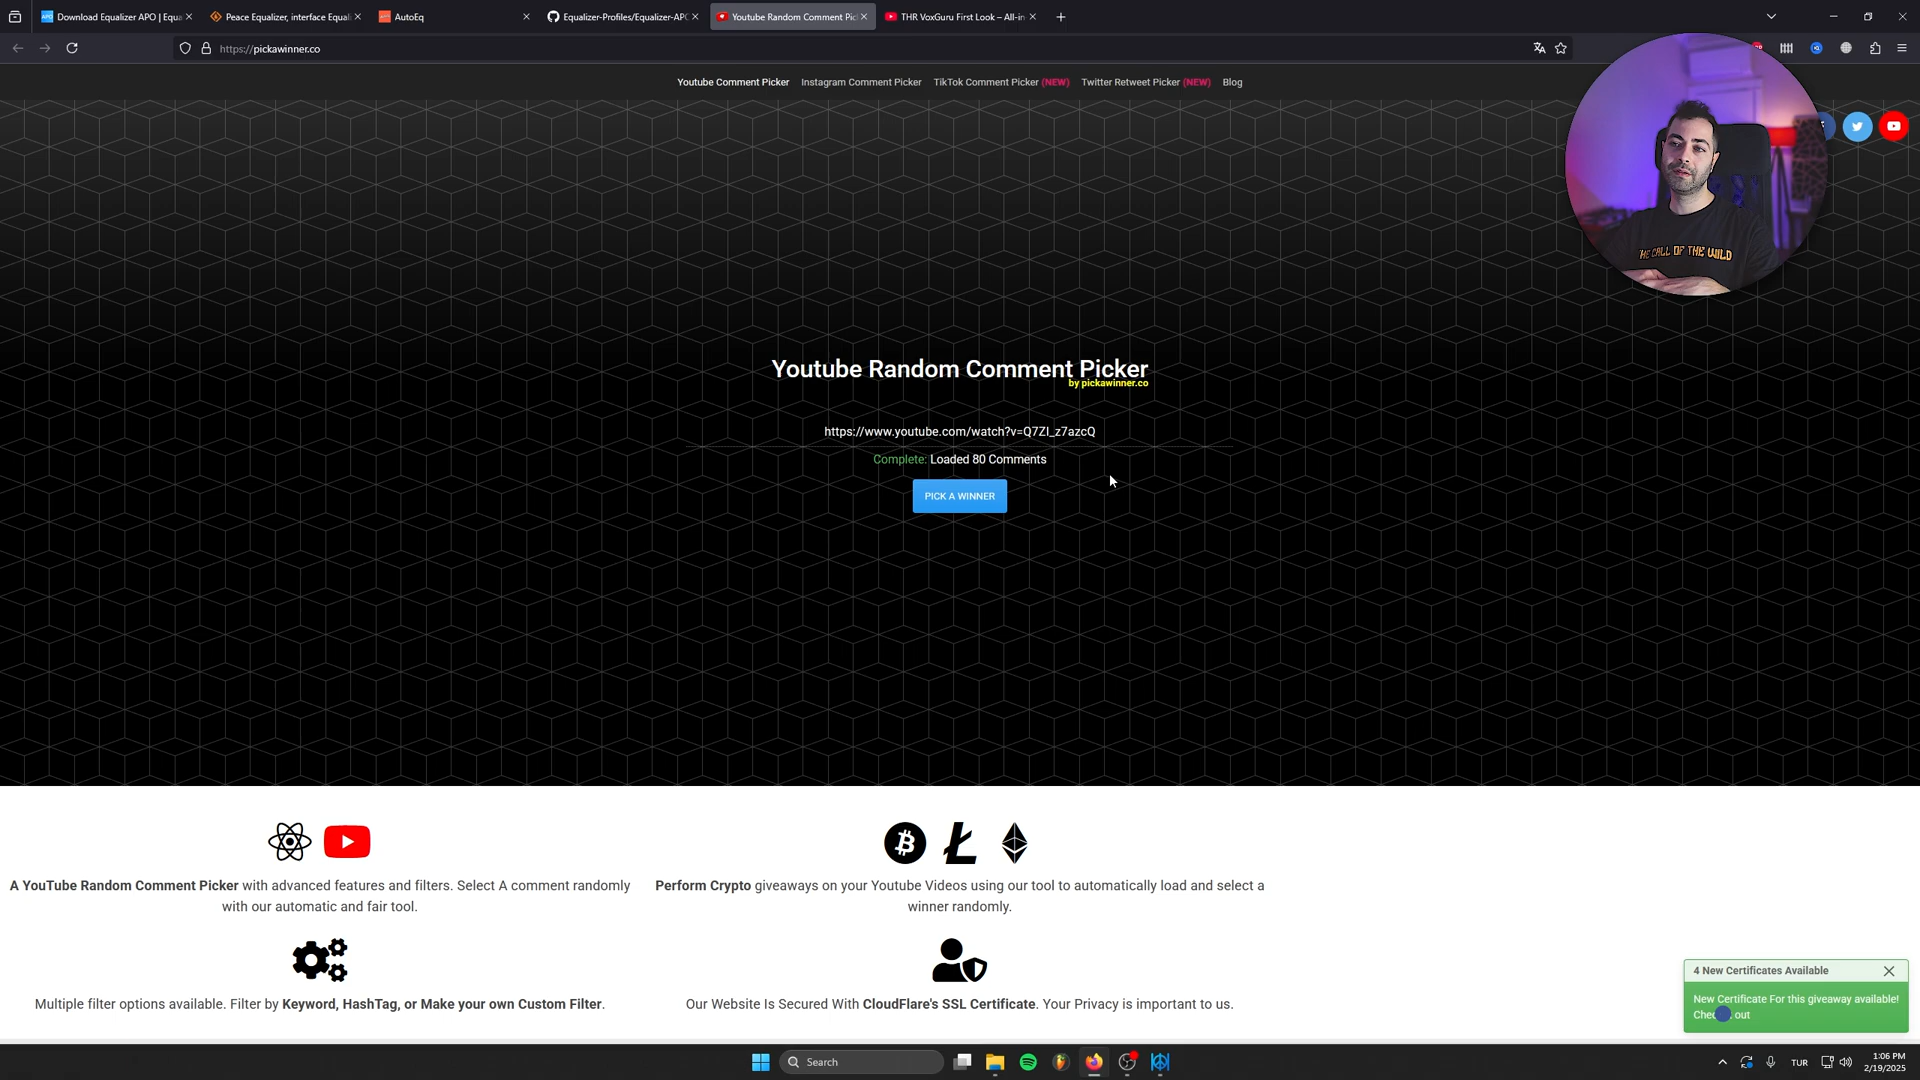 Download Equalizer APO | Equa
Peace Equalizer, interface Equal
AutoEq
Equalizer-Profiles/Equalizer-APO
Youtube Random Comment Pic
THR VoxGuru First Look – All-in
https://pickawinner.co
Youtube Comment Picker
Instagram Comment Picker
TikTok Comment Picker (NEW)
Twitter Retweet Picker (NEW)
Blog
THE CALL OF THE WILD
Youtube Random Comment Picker
by pickawinner.co
https://www.youtube.com/watch?v=Q7ZI_z7azcQ
Complete: Loaded 80 Comments
PICK A WINNER
A YouTube Random Comment Picker with advanced features and filters. Select A comment randomly
with our automatic and fair tool.
Perform Crypto giveaways on your Youtube Videos using our tool to automatically load and select a
winner randomly.
Multiple filter options available. Filter by Keyword, HashTag, or Make your own Custom Filter.
Our Website Is Secured With CloudFlare's SSL Certificate. Your Privacy is important to us.
4 New Certificates Available
New Certificate For this giveaway available!
out
Search
TUR
1:06 PM
2/19/2025